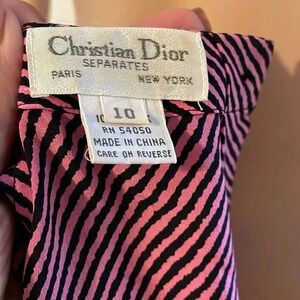 Christian Dior
SEPARATES
PARIS NEW YORK
10
RN 54050
MADE IN CHINA
CARE ON REVERSE